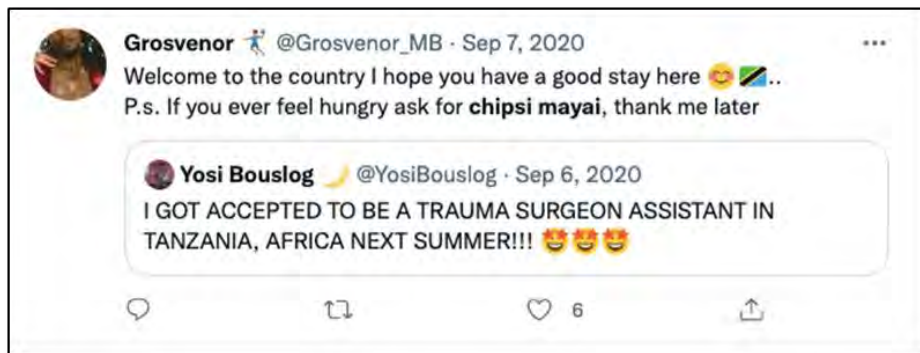 Grosvenor 🤾 @Grosvenor_MB · Sep 7, 2020
Welcome to the country I hope you have a good stay here 😊 🇹🇿..
P.s. If you ever feel hungry ask for chipsi mayai, thank me later
Yosi Bouslog 🌙 @YosiBouslog · Sep 6, 2020
I GOT ACCEPTED TO BE A TRAUMA SURGEON ASSISTANT IN
TANZANIA, AFRICA NEXT SUMMER!!! 🤩🤩🤩
6